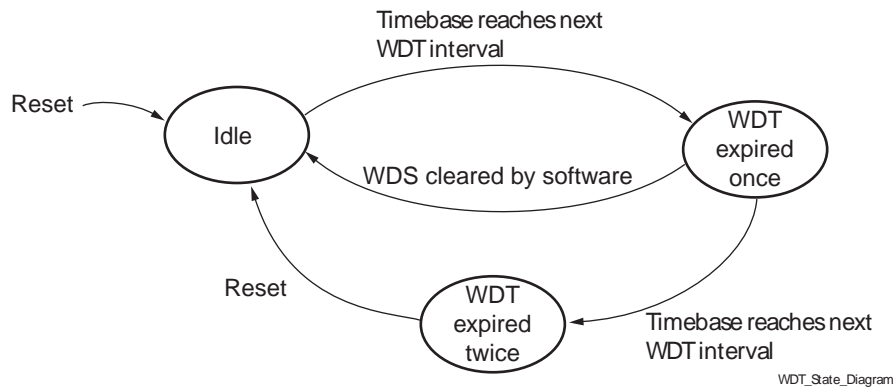 Timebase reaches next
WDT interval
Reset
Idle
WDT
expired
once
WDS cleared by software
Reset
WDT
expired
twice
Timebase reaches next
WDT interval
WDT_State_Diagram